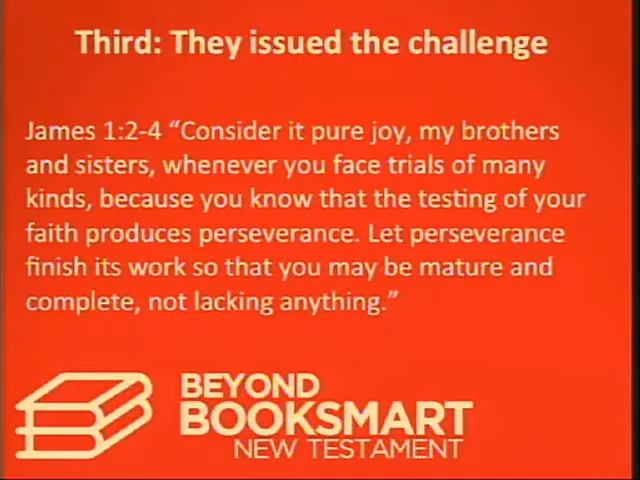 Third: They issued the challenge
James 1:2-4 “Consider it pure joy, my brothers
and sisters, whenever you face trials of many
kinds, because you know that the testing of your
faith produces perseverance. Let perseverance
finish its work so that you may be mature and
complete, not lacking anything.”
BEYOND
BOOKSMART
NEW TESTAMENT